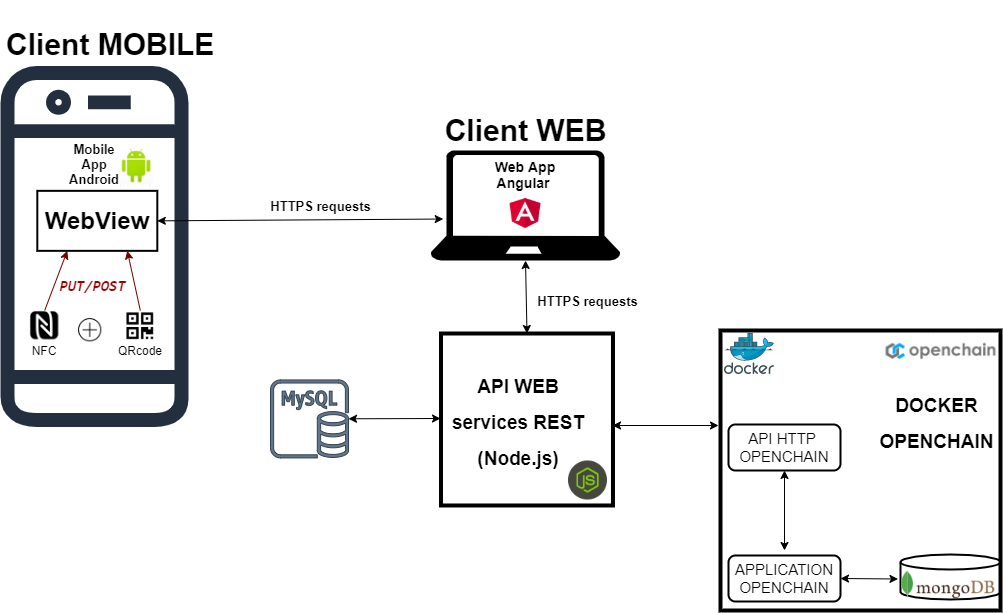 Client MOBILE
Mobile
App
Android
WebView
PUT/POST
NFC
QRcode
HTTPS requests
Client WEB
Web App
Angular
A
HTTPS requests
MySQL
API WEB
services REST
(Node.js)
JS
docker
openchain
DOCKER
OPENCHAIN
API HTTP
OPENCHAIN
APPLICATION
OPENCHAIN
mongoDB